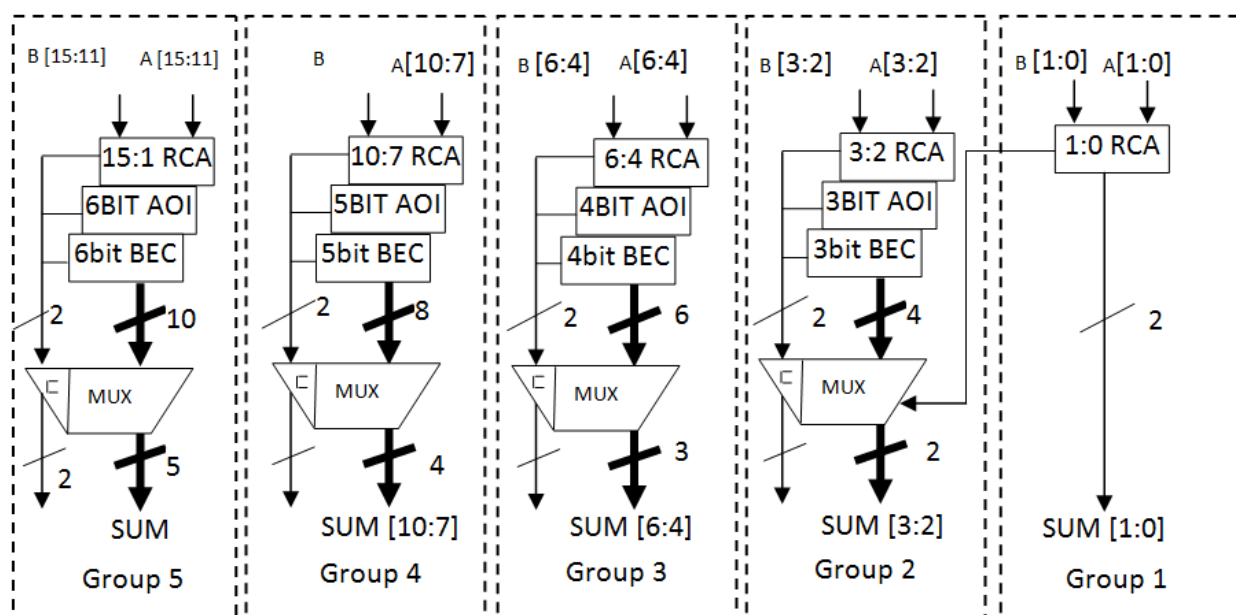 B [15:11] A [15:11]
15:1 RCA
6BIT AOI
6bit BEC
2
10
MUX
2
5
SUM
Group 5
B A[10:7]
10:7 RCA
5BIT AOI
5bit BEC
2
8
MUX
4
SUM [10:7]
Group 4
B [6:4] A[6:4]
6:4 RCA
4BIT AOI
4bit BEC
2
6
MUX
3
SUM [6:4]
Group 3
B [3:2] A[3:2]
3:2 RCA
3BIT AOI
3bit BEC
2
4
MUX
2
SUM [3:2]
Group 2
B [1:0] A[1:0]
1:0 RCA
2
SUM [1:0]
Group 1